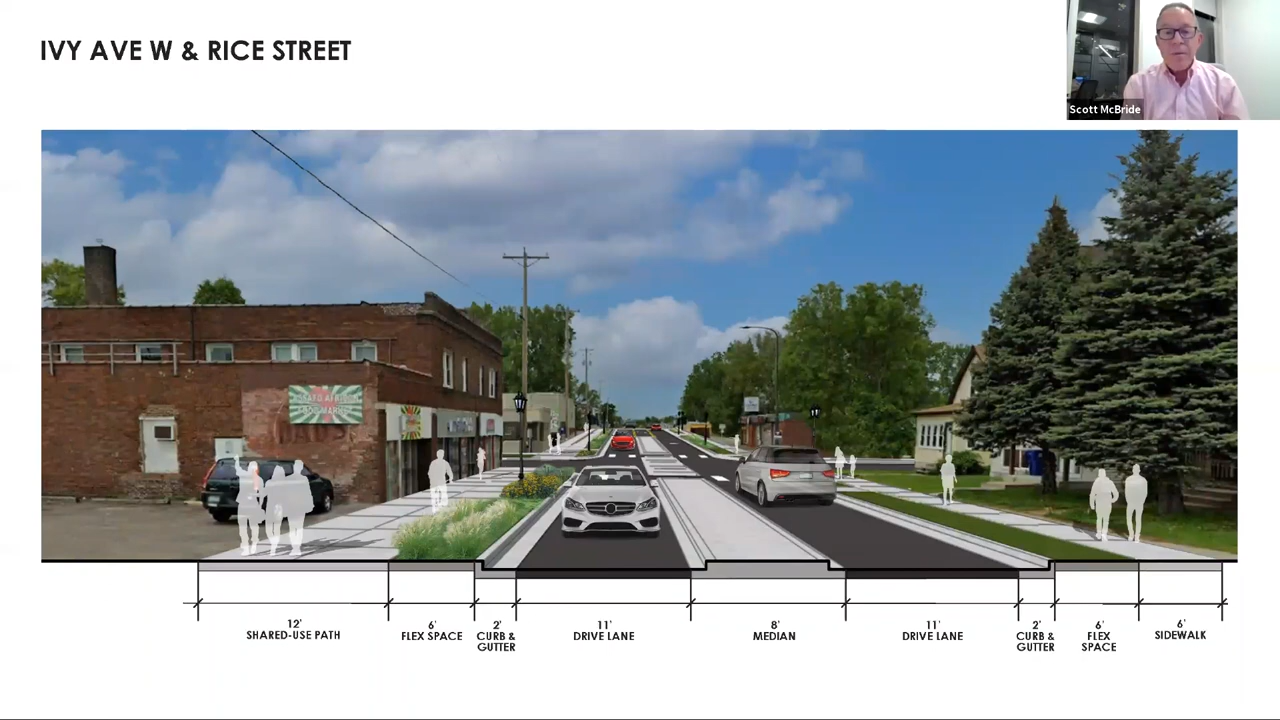 IVY AVE W & RICE STREET
Scott McBride
12'
SHARED-USE PATH
6'
FLEX SPACE
2'
CURB &
GUTTER
11'
DRIVE LANE
8'
MEDIAN
11'
DRIVE LANE
2'
CURB &
GUTTER
6'
FLEX
SPACE
6'
SIDEWALK